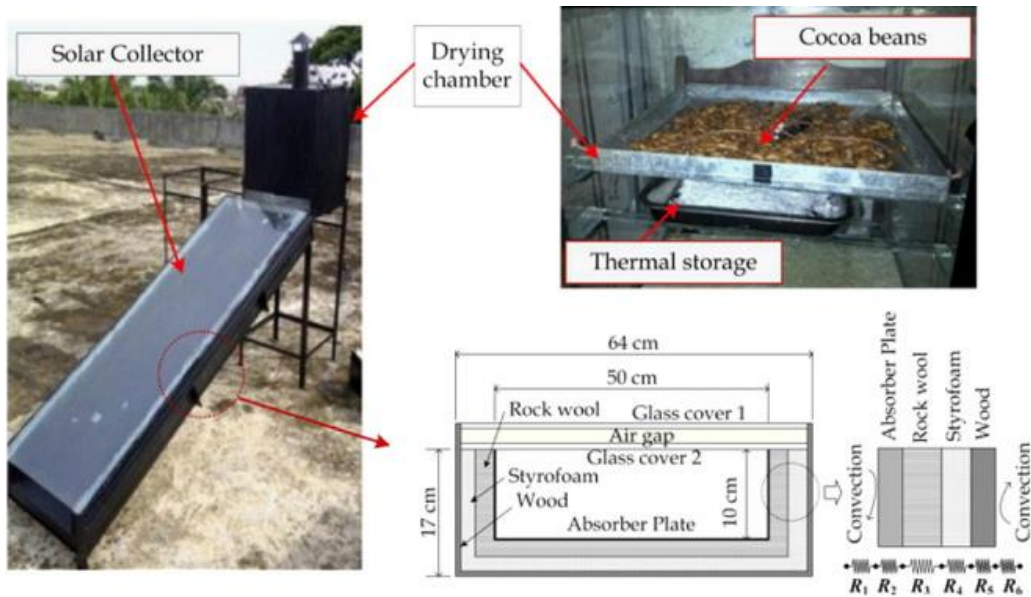 Solar Collector
Drying
chamber
Cocoa beans
Thermal storage
64 cm
50 cm
Rock wool
Glass cover 1
Air gap
Glass cover 2
Styrofoam
Wood
Absorber Plate
17 cm
10 cm
Absorber Plate
Rock wool
Styrofoam
Wood
Convection
Convection
R1 R2 R3 R4 R5 R6